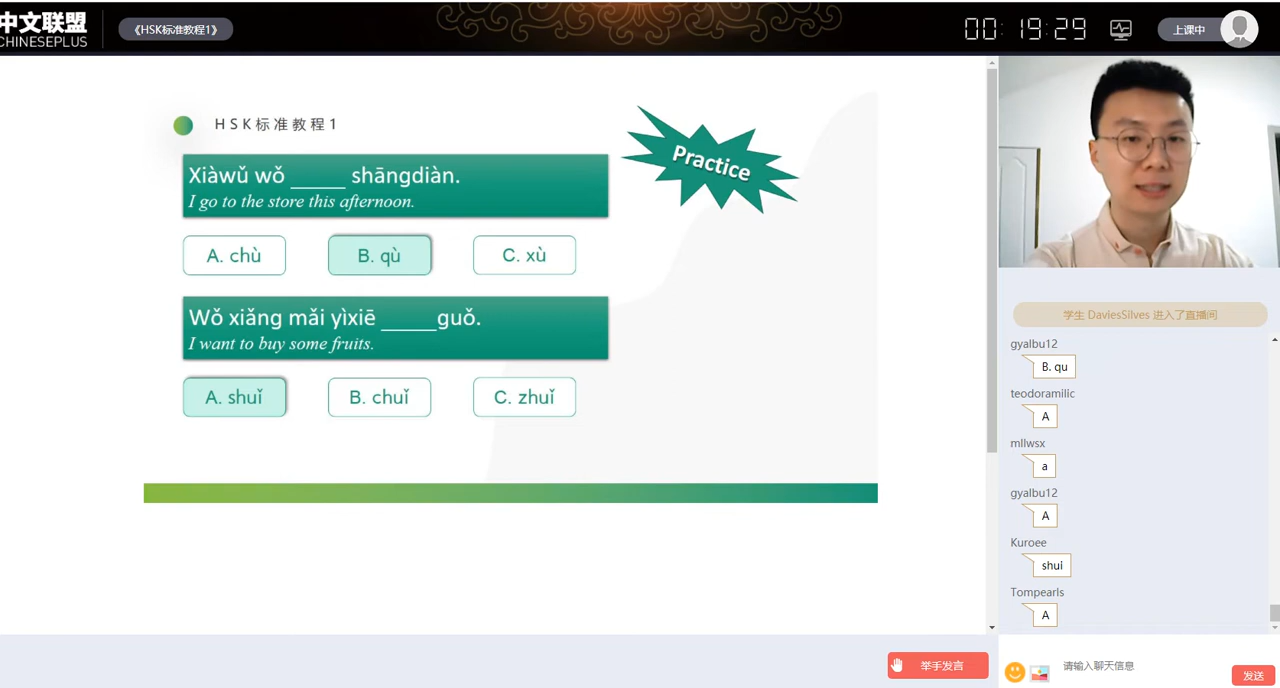 中文联盟
CHINESEPLUS
《HSK标准教程1》
00:19:29
上课中
HSK标准教程1
Practice
Xiàwǔ wǒ _____ shāngdiàn.
I go to the store this afternoon.
A. chù
B. qù
C. xù
Wǒ xiǎng mǎi yìxiē _____guǒ.
I want to buy some fruits.
A. shuǐ
B. chuǐ
C. zhuǐ
学生 DaviesSilves 进入了直播间
gyalbu12
B. qu
teodoramilic
A
mllwsx
a
gyalbu12
A
Kuroee
shui
Tompearls
A
举手发言
请输入聊天信息
发送